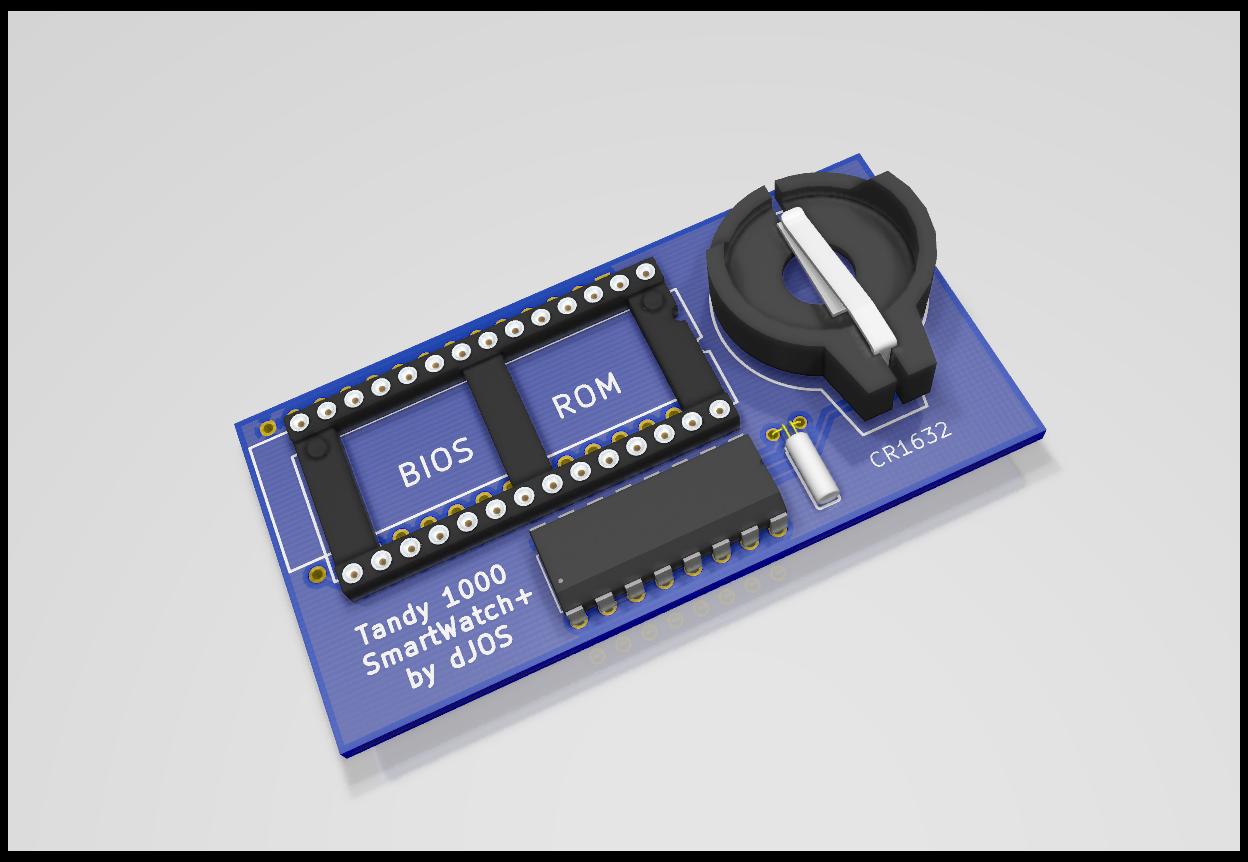 BIOS
ROM
CR1632
Tandy 1000
SmartWatch+
by dJOS